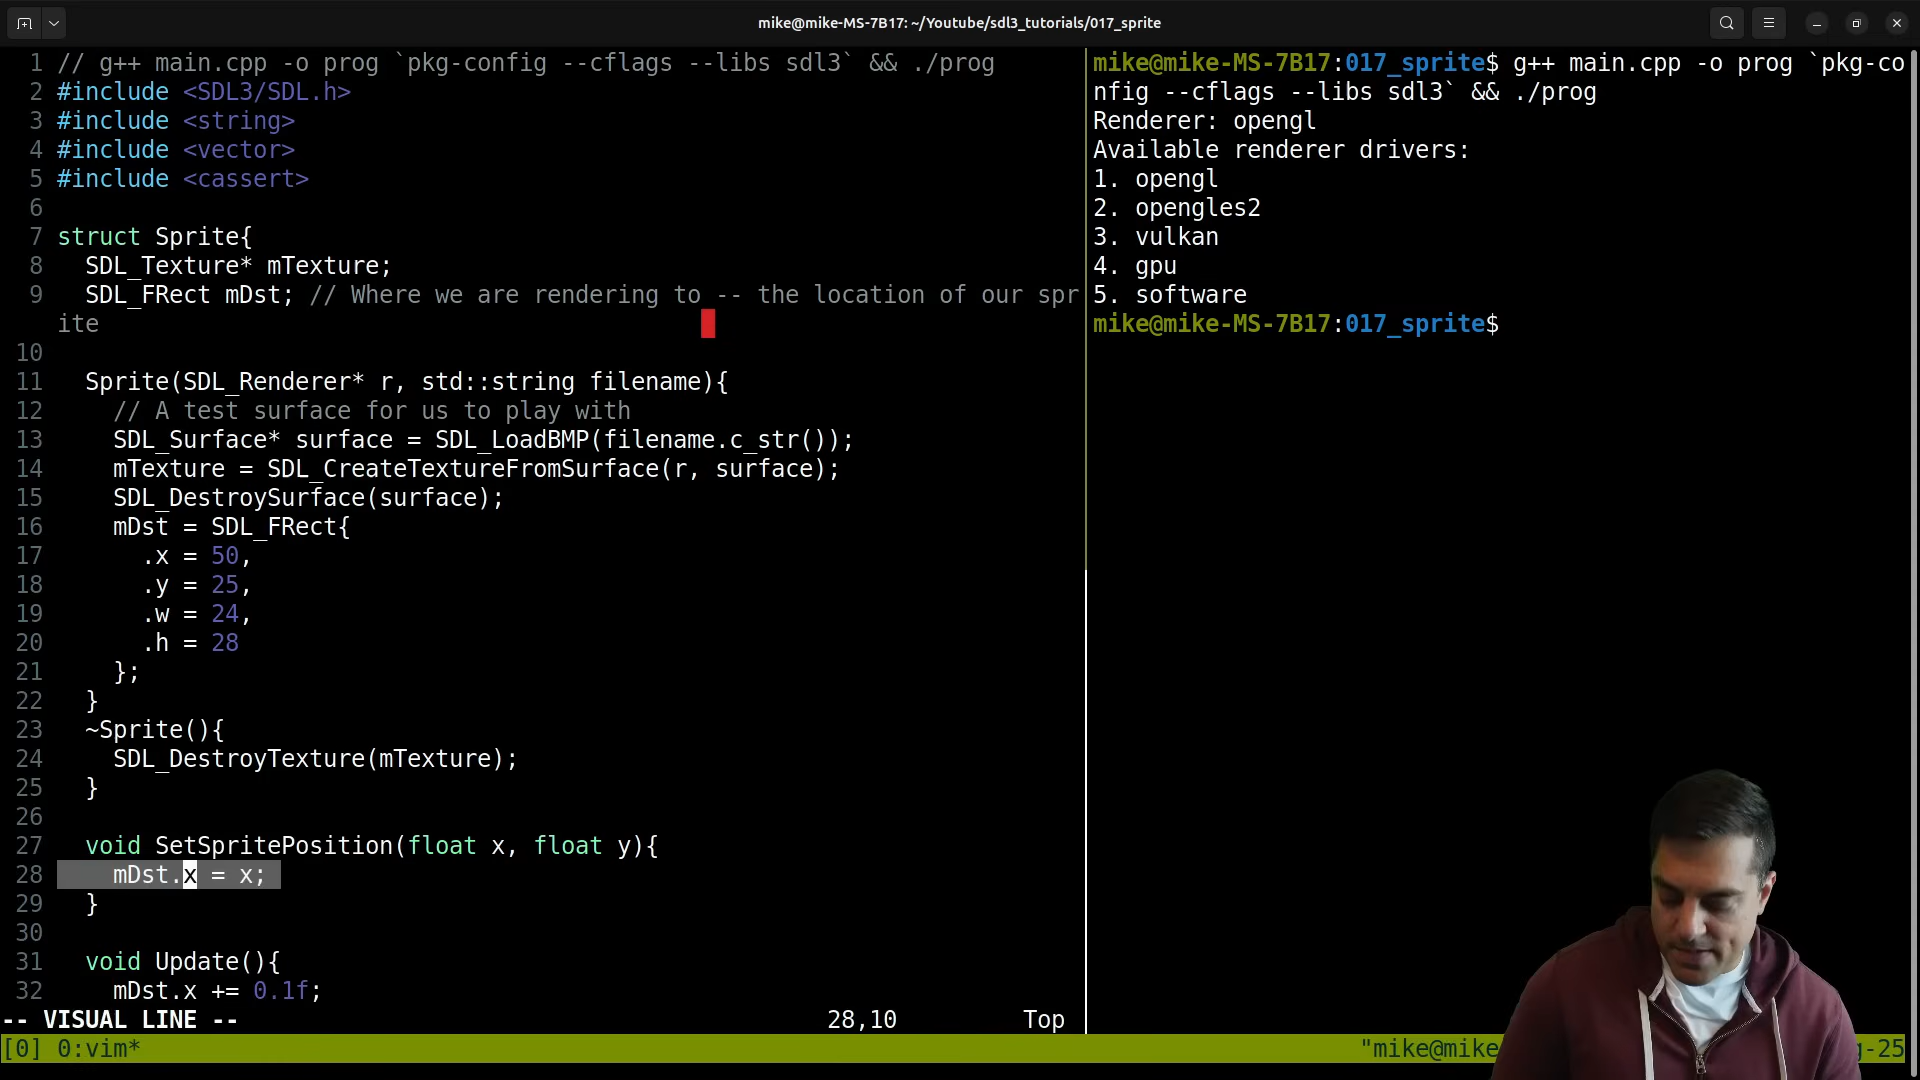 mike@mike-MS-7B17: ~/Youtube/sdl3_tutorials/017_sprite
1 // g++ main.cpp -o prog `pkg-config --cflags --libs sdl3` && ./prog
2 #include <SDL3/SDL.h>
3 #include <string>
4 #include <vector>
5 #include <cassert>
6
7 struct Sprite{
8   SDL_Texture* mTexture;
9   SDL_FRect mDst; // Where we are rendering to -- the location of our spr
ite
10
11   Sprite(SDL_Renderer* r, std::string filename){
12     // A test surface for us to play with
13     SDL_Surface* surface = SDL_LoadBMP(filename.c_str());
14     mTexture = SDL_CreateTextureFromSurface(r, surface);
15     SDL_DestroySurface(surface);
16     mDst = SDL_FRect{
17       .x = 50,
18       .y = 25,
19       .w = 24,
20       .h = 28
21     };
22   }
23   ~Sprite(){
24     SDL_DestroyTexture(mTexture);
25   }
26
27   void SetSpritePosition(float x, float y){
28     mDst.x = x;
29   }
30
31   void Update(){
32     mDst.x += 0.1f;
-- VISUAL LINE -- 28,10 Top
mike@mike-MS-7B17:017_sprite$ g++ main.cpp -o prog `pkg-co
nfig --cflags --libs sdl3` && ./prog
Renderer: opengl
Available renderer drivers:
1. opengl
2. opengles2
3. vulkan
4. gpu
5. software
mike@mike-MS-7B17:017_sprite$
[0] 0:vim* "mike@mike -25